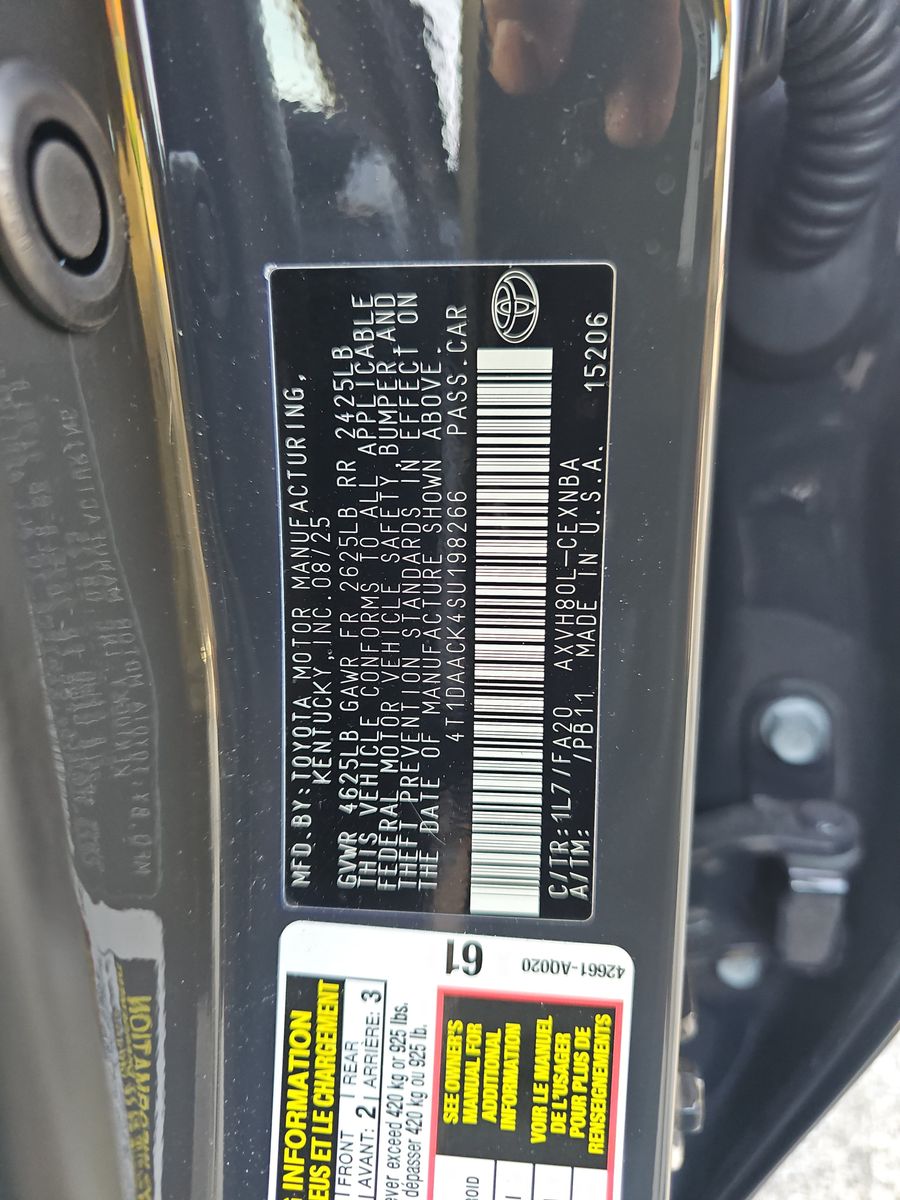 MFD.BY:TOYOTA MOTOR MANUFACTURING,
KENTUCKY,INC.08/25
GVWR 4625LB GAWR FR 2625LB RR 2425LB
THIS VEHICLE CONFORMS TO ALL APPLICABLE
FEDERAL MOTOR VEHICLE SAFETY,BUMPER,AND
THEFT PREVENTION STANDARDS IN EFFECT ON
THE DATE OF MANUFACTURE SHOWN ABOVE.
4T1DAACK4SU198266 PASS.CAR
C/TR:1L7/FA20 AXVH80L-CEXNBA 15206
A/TM: /PB11 MADE IN U.S.A.
INFORMATION
ET LE CHARGEMENT
FRONT 2 REAR 3
AVANT: ARRIÈRE:
exceed 420 kg or 925 lbs.
dépasser 420 kg ou 925 lb.
61
42661-AQ020
SEE OWNER'S
MANUAL FOR
ADDITIONAL
INFORMATION
VOIR LE MANUEL
DE L'USAGER
POUR PLUS DE
RENSEIGNEMENTS